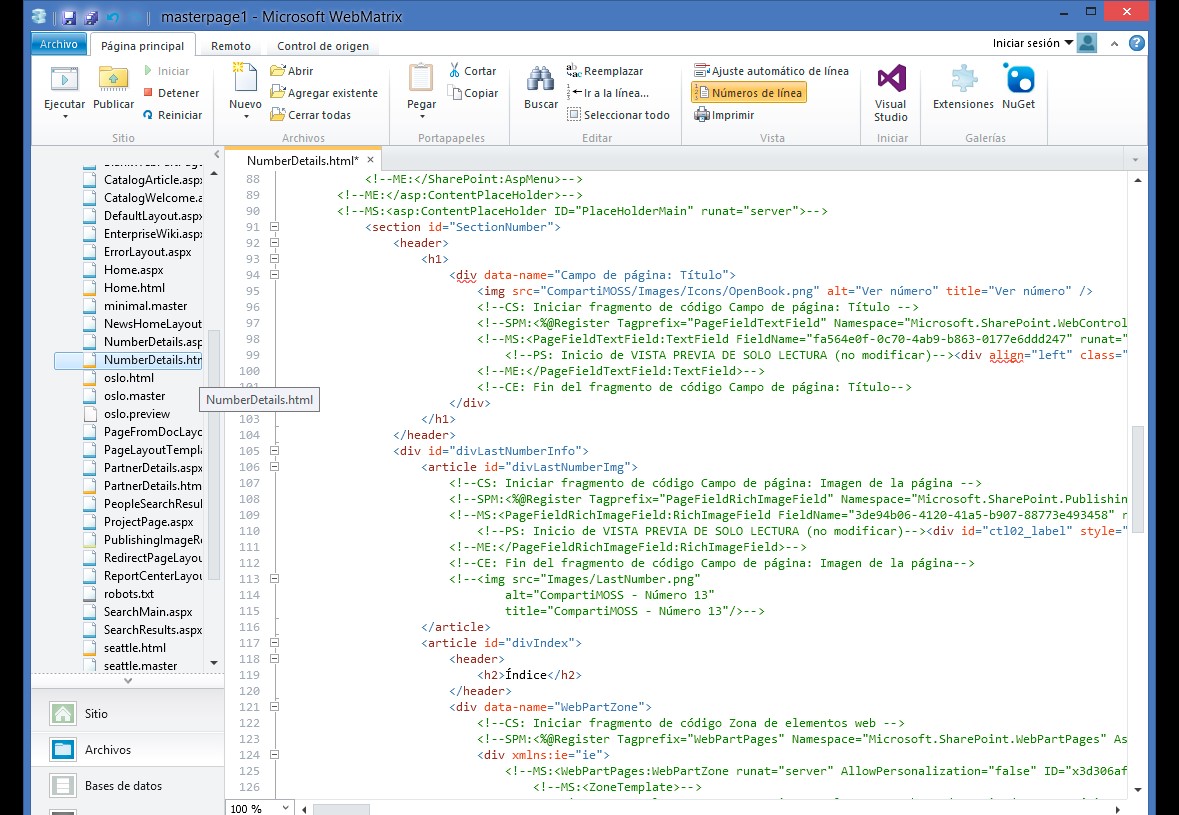 masterpage1 - Microsoft WebMatrix
Archivo Página principal Remoto Control de origen Iniciar sesión
Ejecutar Publicar Iniciar Detener Reiniciar
Sitio
Nuevo Abrir Agregar existente Cerrar todas
Archivos
Pegar Cortar Copiar
Portapapeles
Buscar Reemplazar Ir a la línea... Seleccionar todo
Editar
Ajuste automático de línea Números de línea Imprimir
Vista
Visual Studio
Iniciar
Extensiones NuGet
Galerías
CatalogArticle.aspx
CatalogWelcome.a
DefaultLayout.aspx
EnterpriseWiki.asp
ErrorLayout.aspx
Home.aspx
Home.html
minimal.master
NewsHomeLayout
NumberDetails.asp
NumberDetails.htm
oslo.html
oslo.master
oslo.preview
PageFromDocLayo
PageLayoutTempla
PartnerDetails.aspx
PartnerDetails.htm
PeopleSearchResul
ProjectPage.aspx
PublishingImageRe
RedirectPageLayou
ReportCenterLayou
robots.txt
SearchMain.aspx
SearchResults.aspx
seattle.html
seattle.master
NumberDetails.html
Sitio
Archivos
Bases de datos
NumberDetails.html*
88 <!--ME:</SharePoint:AspMenu>-->
89 <!--ME:</asp:ContentPlaceHolder>-->
90 <!--MS:<asp:ContentPlaceHolder ID="PlaceHolderMain" runat="server">-->
91 <section id="SectionNumber">
92 <header>
93 <h1>
94 <div data-name="Campo de página: Título">
95 <img src="CompartiMOSS/Images/Icons/OpenBook.png" alt="Ver número" title="Ver número" />
96 <!--CS: Iniciar fragmento de código Campo de página: Título -->
97 <!--SPM:<%@Register Tagprefix="PageFieldTextField" Namespace="Microsoft.SharePoint.WebControl
98 <!--MS:<PageFieldTextField:TextField FieldName="fa564e0f-0c70-4ab9-b863-0177e6ddd247" runat="
99 <!--PS: Inicio de VISTA PREVIA DE SOLO LECTURA (no modificar)--><div align="left" class="
100 <!--ME:</PageFieldTextField:TextField>-->
101 <!--CE: Fin del fragmento de código Campo de página: Título-->
</div>
103 </h1>
104 </header>
105 <div id="divLastNumberInfo">
106 <article id="divLastNumberImg">
107 <!--CS: Iniciar fragmento de código Campo de página: Imagen de la página -->
108 <!--SPM:<%@Register Tagprefix="PageFieldRichImageField" Namespace="Microsoft.SharePoint.Publishin
109 <!--MS:<PageFieldRichImageField:RichImageField FieldName="3de94b06-4120-41a5-b907-88773e493458" r
110 <!--PS: Inicio de VISTA PREVIA DE SOLO LECTURA (no modificar)--><div id="ctl02_label" style="
111 <!--ME:</PageFieldRichImageField:RichImageField>-->
112 <!--CE: Fin del fragmento de código Campo de página: Imagen de la página-->
113 <!--<img src="Images/LastNumber.png"
114 alt="CompartiMOSS - Número 13"
115 title="CompartiMOSS - Número 13"/>-->
116 </article>
117 <article id="divIndex">
118 <header>
119 <h2>Índice</h2>
120 </header>
121 <div data-name="WebPartZone">
122 <!--CS: Iniciar fragmento de código Zona de elementos web -->
123 <!--SPM:<%@Register Tagprefix="WebPartPages" Namespace="Microsoft.SharePoint.WebPartPages" As
124 <div xmlns:ie="ie">
125 <!--MS:<WebPartPages:WebPartZone runat="server" AllowPersonalization="false" ID="x3d306af
126 <!--MS:<ZoneTemplate>-->
100 %